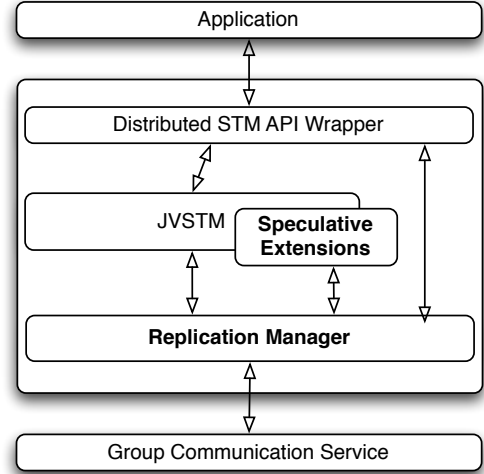 Application
Distributed STM API Wrapper
JVSTM
Speculative
Extensions
Replication Manager
Group Communication Service